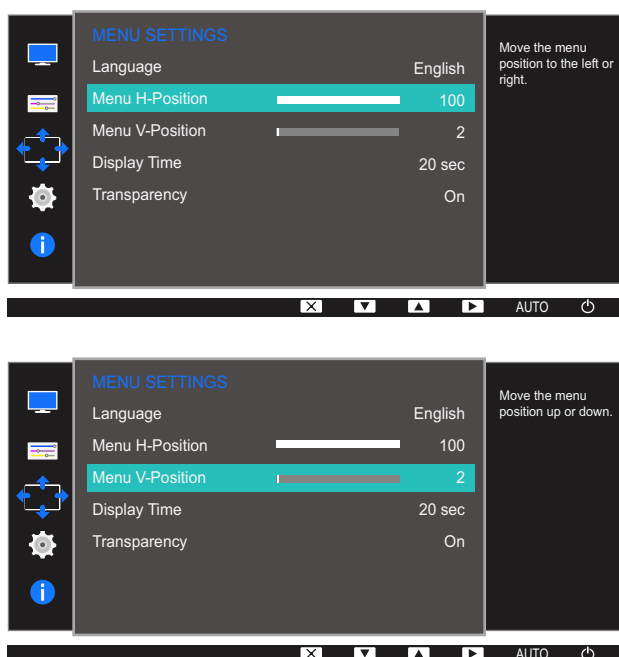 MENU SETTINGS
Language English
Menu H-Position 100
Menu V-Position 2
Display Time 20 sec
Transparency On
Move the menu
position to the left or
right.
AUTO
MENU SETTINGS
Language English
Menu H-Position 100
Menu V-Position 2
Display Time 20 sec
Transparency On
Move the menu
position up or down.
AUTO